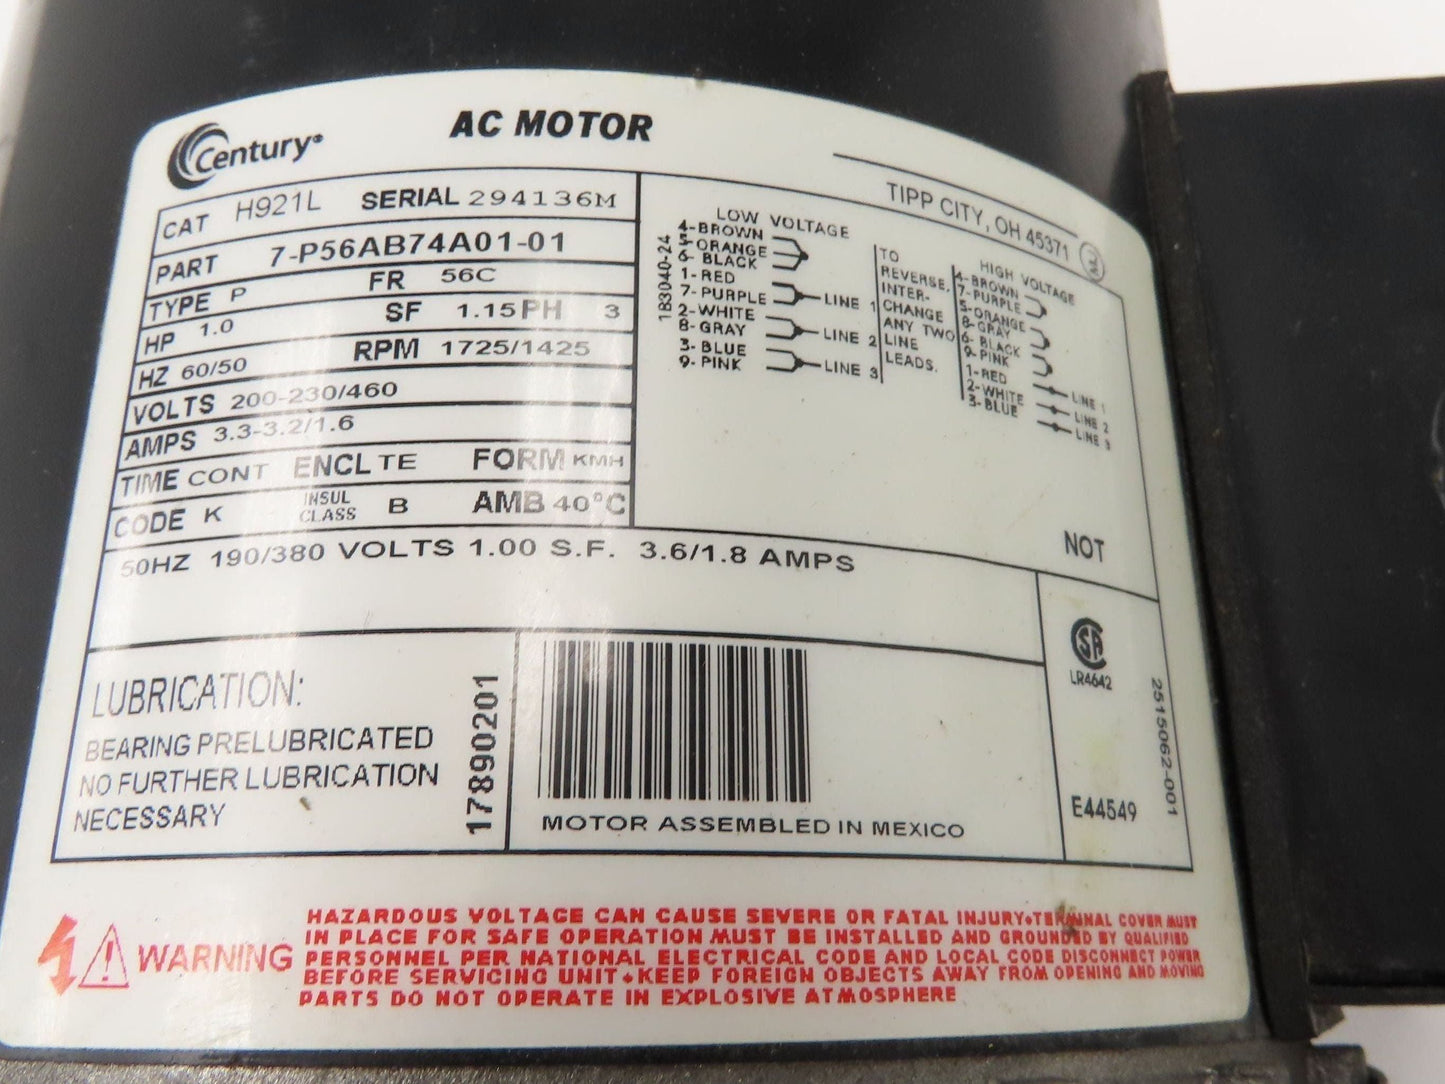 Century®
AC MOTOR
TIPP CITY, OH 45371
CAT H921L SERIAL 294136M
PART 7-P56AB74A01-01
TYPE P FR 56C
HP 1.0 SF 1.15 PH 3
HZ 60/50 RPM 1725/1425
VOLTS 200-230/460
AMPS 3.3-3.2/1.6
TIME CONT ENCL TE FORM KMH
CODE K INSUL CLASS B AMB 40°C
50HZ 190/380 VOLTS 1.00 S.F. 3.6/1.8 AMPS
183040-24
LOW VOLTAGE
4-BROWN
5-ORANGE
6-BLACK
1-RED
7-PURPLE LINE 1
2-WHITE
8-GRAY LINE 2
3-BLUE
9-PINK LINE 3
TO
REVERSE,
INTER-
CHANGE
ANY TWO
LINE
LEADS.
HIGH VOLTAGE
4-BROWN
7-PURPLE
5-ORANGE
8-GRAY
6-BLACK
9-PINK
1-RED LINE 1
2-WHITE LINE 2
3-BLUE LINE 3
NOT
LUBRICATION:
BEARING PRELUBRICATED
NO FURTHER LUBRICATION
NECESSARY
17890201
MOTOR ASSEMBLED IN MEXICO
SA
LR4642
E44549
2515062-001
WARNING
HAZARDOUS VOLTAGE CAN CAUSE SEVERE OR FATAL INJURY•TERMINAL COVER MUST
IN PLACE FOR SAFE OPERATION MUST BE INSTALLED AND GROUNDED BY QUALIFIED
PERSONNEL PER NATIONAL ELECTRICAL CODE AND LOCAL CODE DISCONNECT POWER
BEFORE SERVICING UNIT•KEEP FOREIGN OBJECTS AWAY FROM OPENING AND MOVING
PARTS DO NOT OPERATE IN EXPLOSIVE ATMOSPHERE